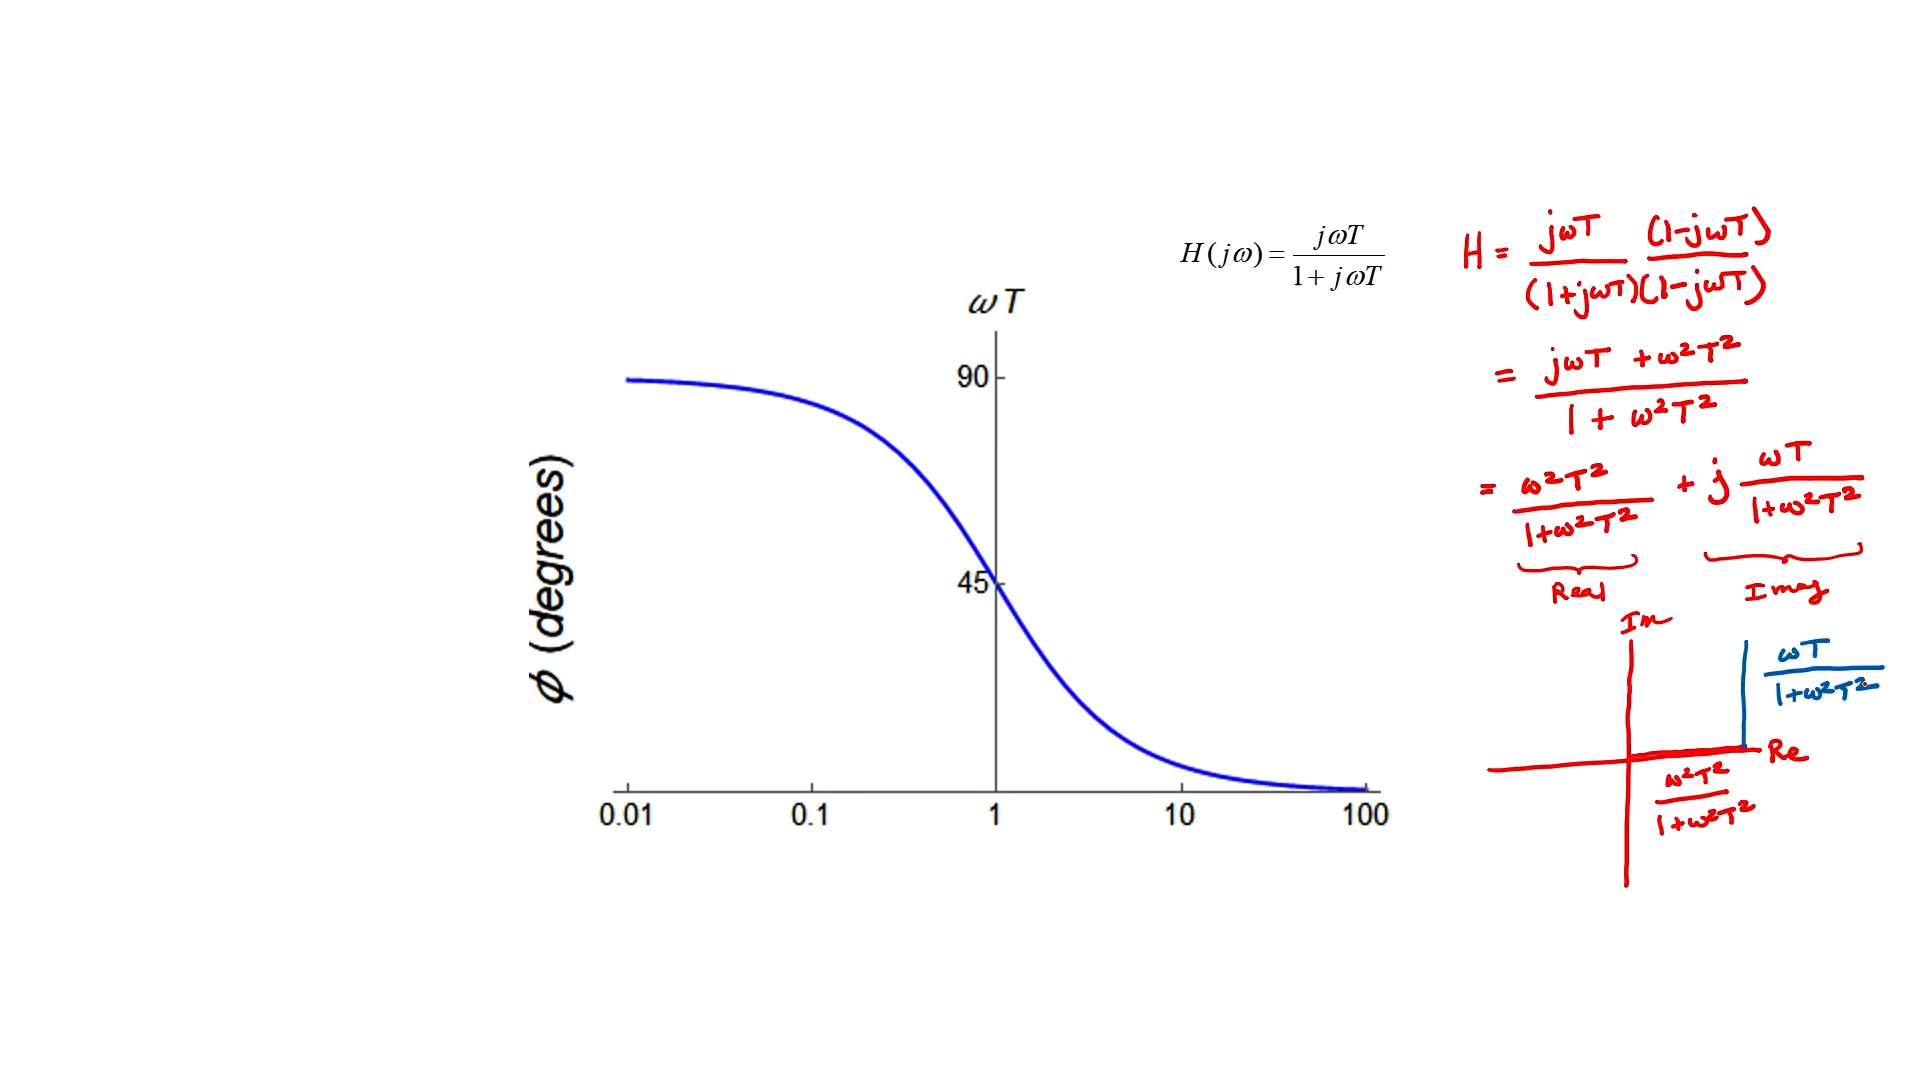 H(jω) = jωT / 1 + jωT
ωT
90
45
ϕ (degrees)
0.01 0.1 1 10 100
H = jωT (1-jωT) / (1+jωT)(1-jωT)
= jωT + ω²T² / 1 + ω²T²
= ω²T² / 1+ω²T² + j ωT / 1+ω²T²
Real Imag
Im
ωT / 1+ω²T²
Re
ω²T² / 1+ω²T²